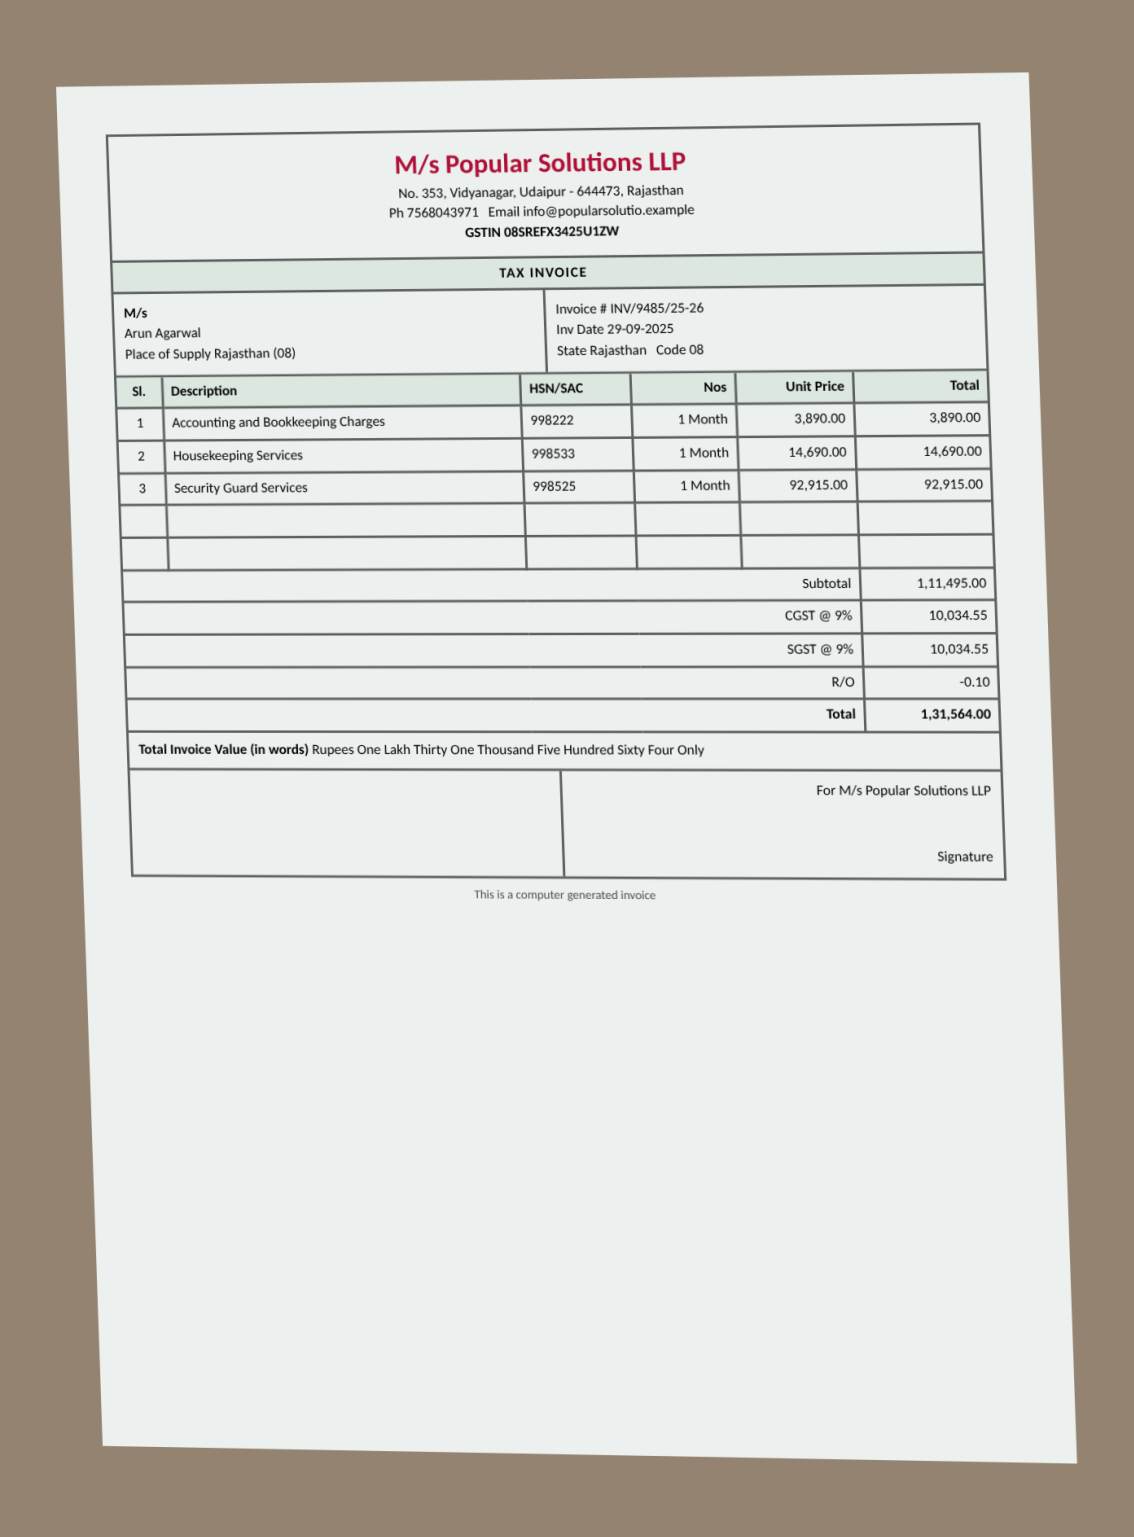 M/s Popular Solutions LLP
No. 353, Vidyanagar, Udaipur - 644473, Rajasthan
Ph 7568043971 Email info@popularsolutio.example
GSTIN 08SREFX3425U1ZW
TAX INVOICE
M/s
Arun Agarwal
Place of Supply Rajasthan (08)
Invoice # INV/9485/25-26
Inv Date 29-09-2025
State Rajasthan Code 08
Sl. Description HSN/SAC Nos Unit Price Total
1 Accounting and Bookkeeping Charges 998222 1 Month 3,890.00 3,890.00
2 Housekeeping Services 998533 1 Month 14,690.00 14,690.00
3 Security Guard Services 998525 1 Month 92,915.00 92,915.00
Subtotal 1,11,495.00
CGST @ 9% 10,034.55
SGST @ 9% 10,034.55
R/O -0.10
Total 1,31,564.00
Total Invoice Value (in words) Rupees One Lakh Thirty One Thousand Five Hundred Sixty Four Only
For M/s Popular Solutions LLP
Signature
This is a computer generated invoice